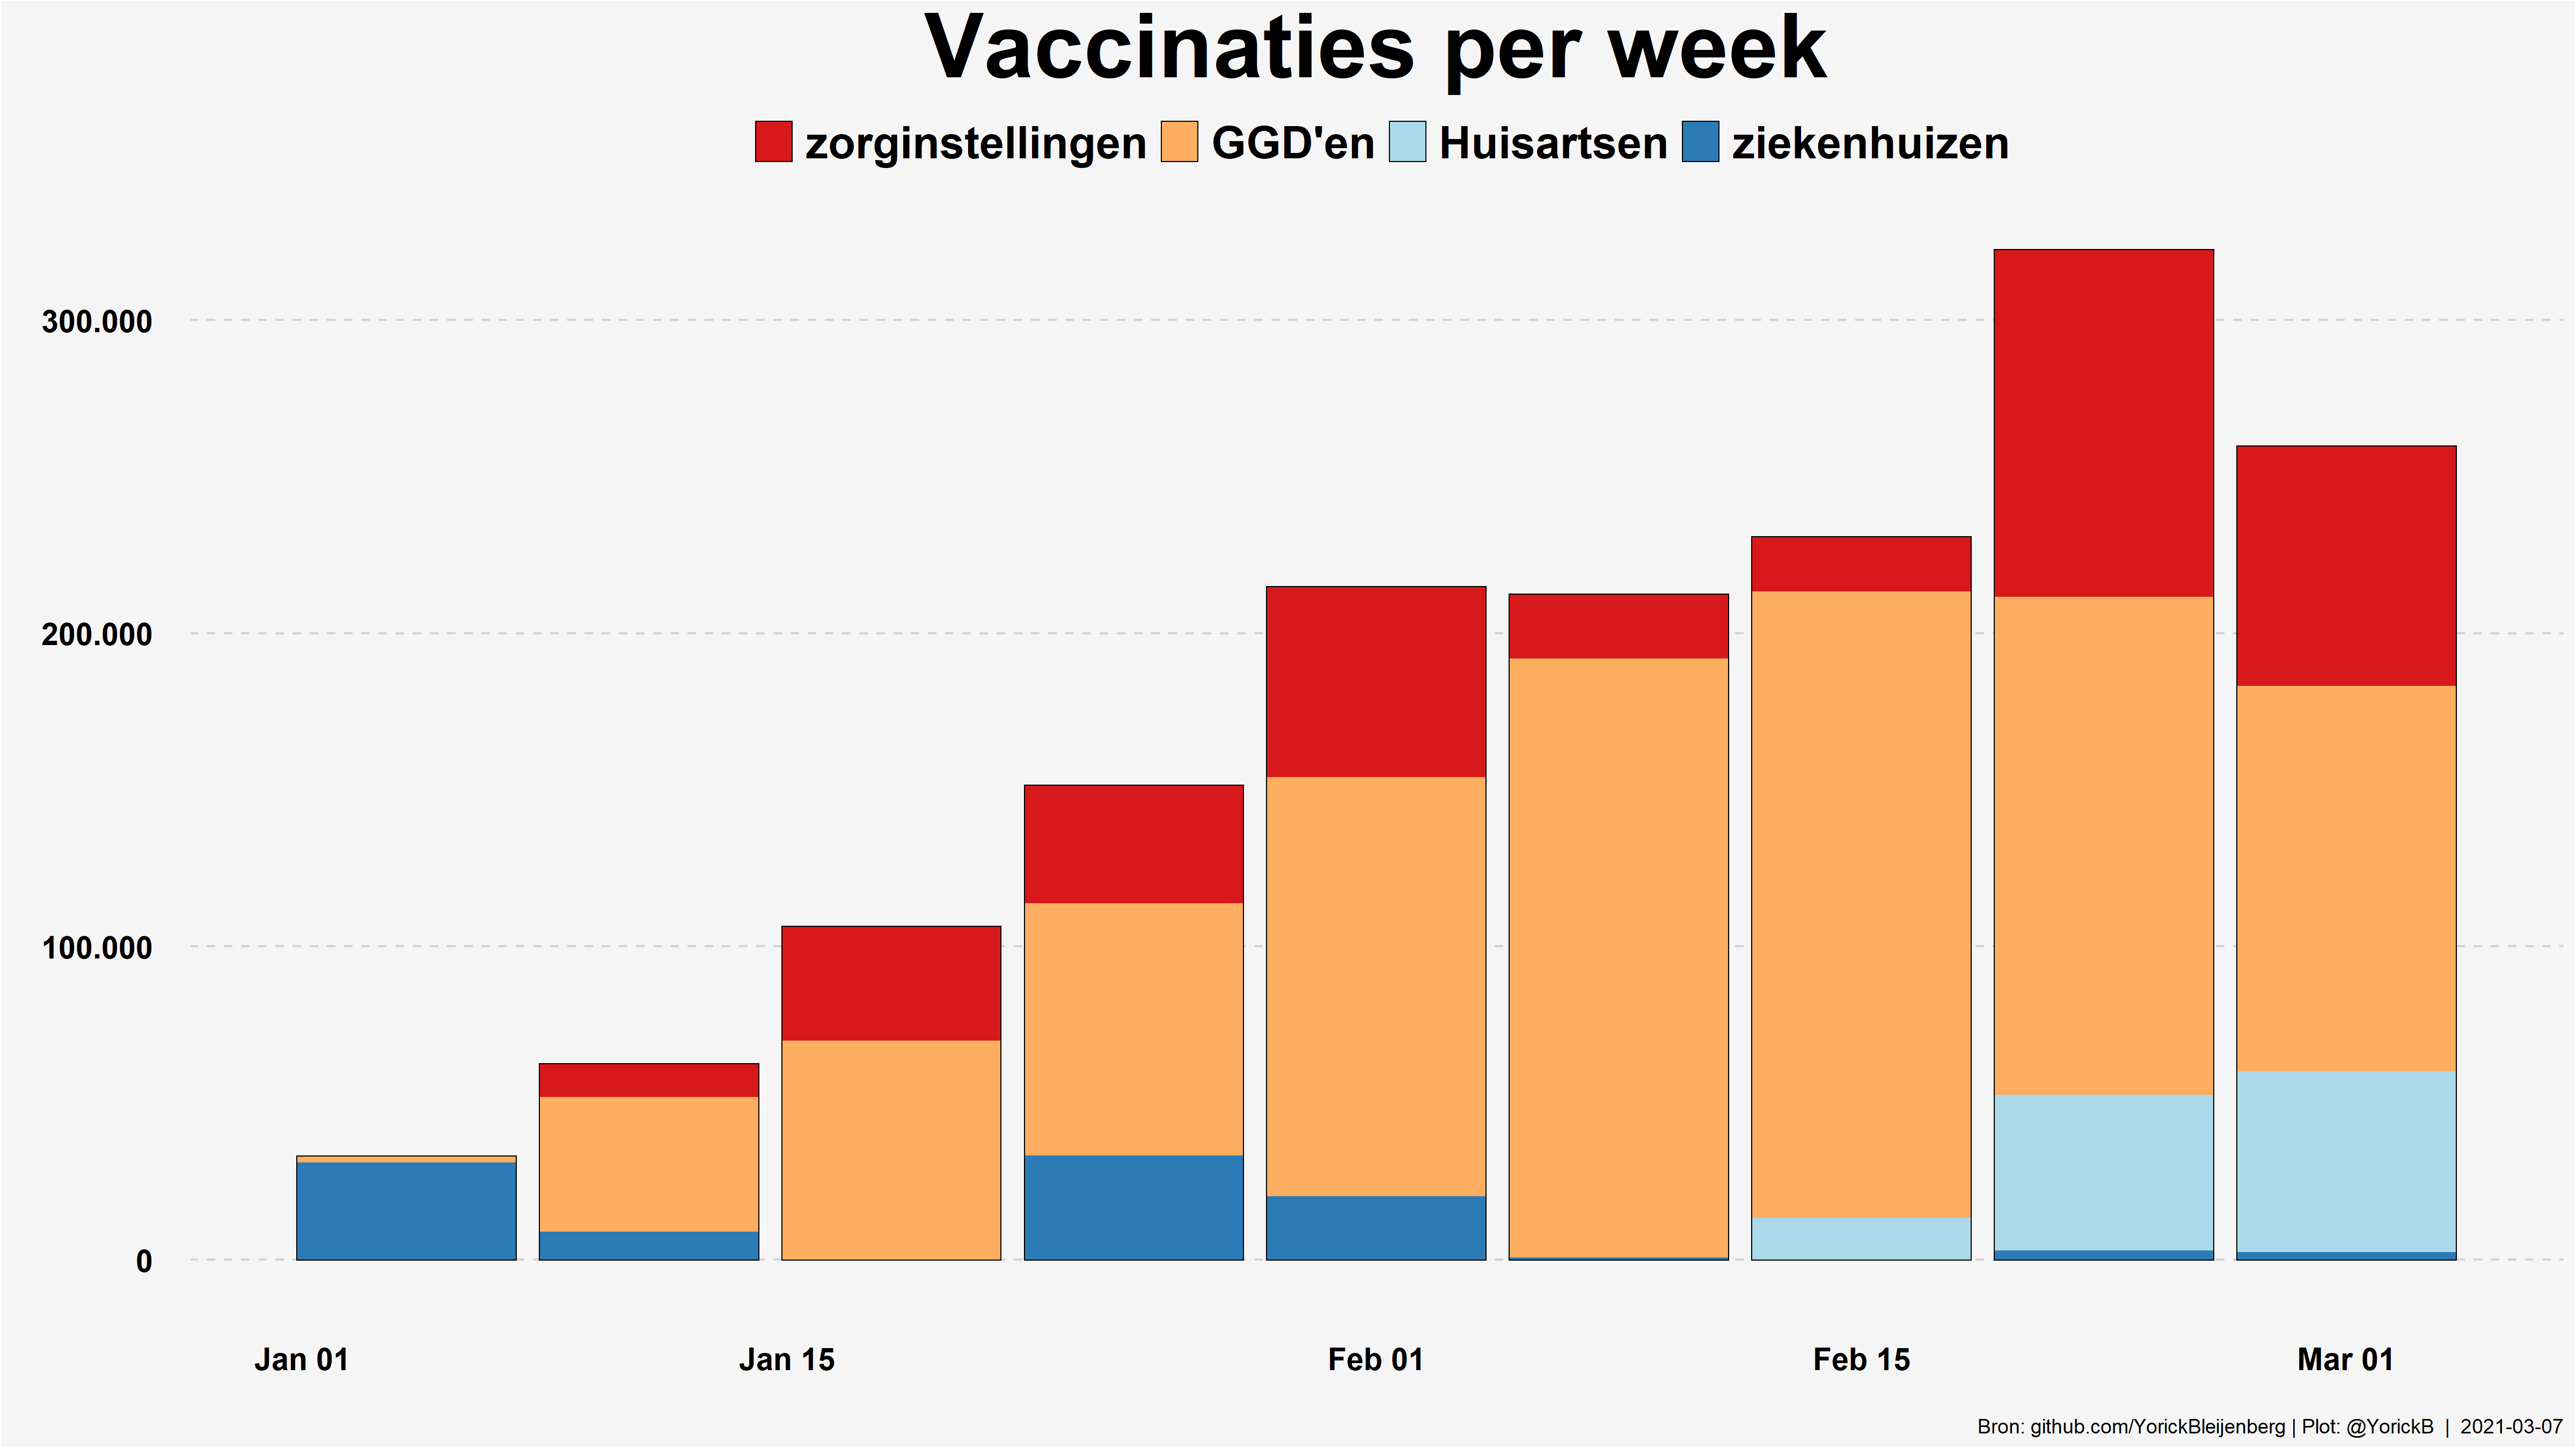 Vaccinaties per week
zorginstellingen GGD'en Huisartsen ziekenhuizen
300.000
200.000
100.000
0
Jan 01 Jan 15 Feb 01 Feb 15 Mar 01
Bron: github.com/YorickBleijenberg | Plot: @YorickB | 2021-03-07